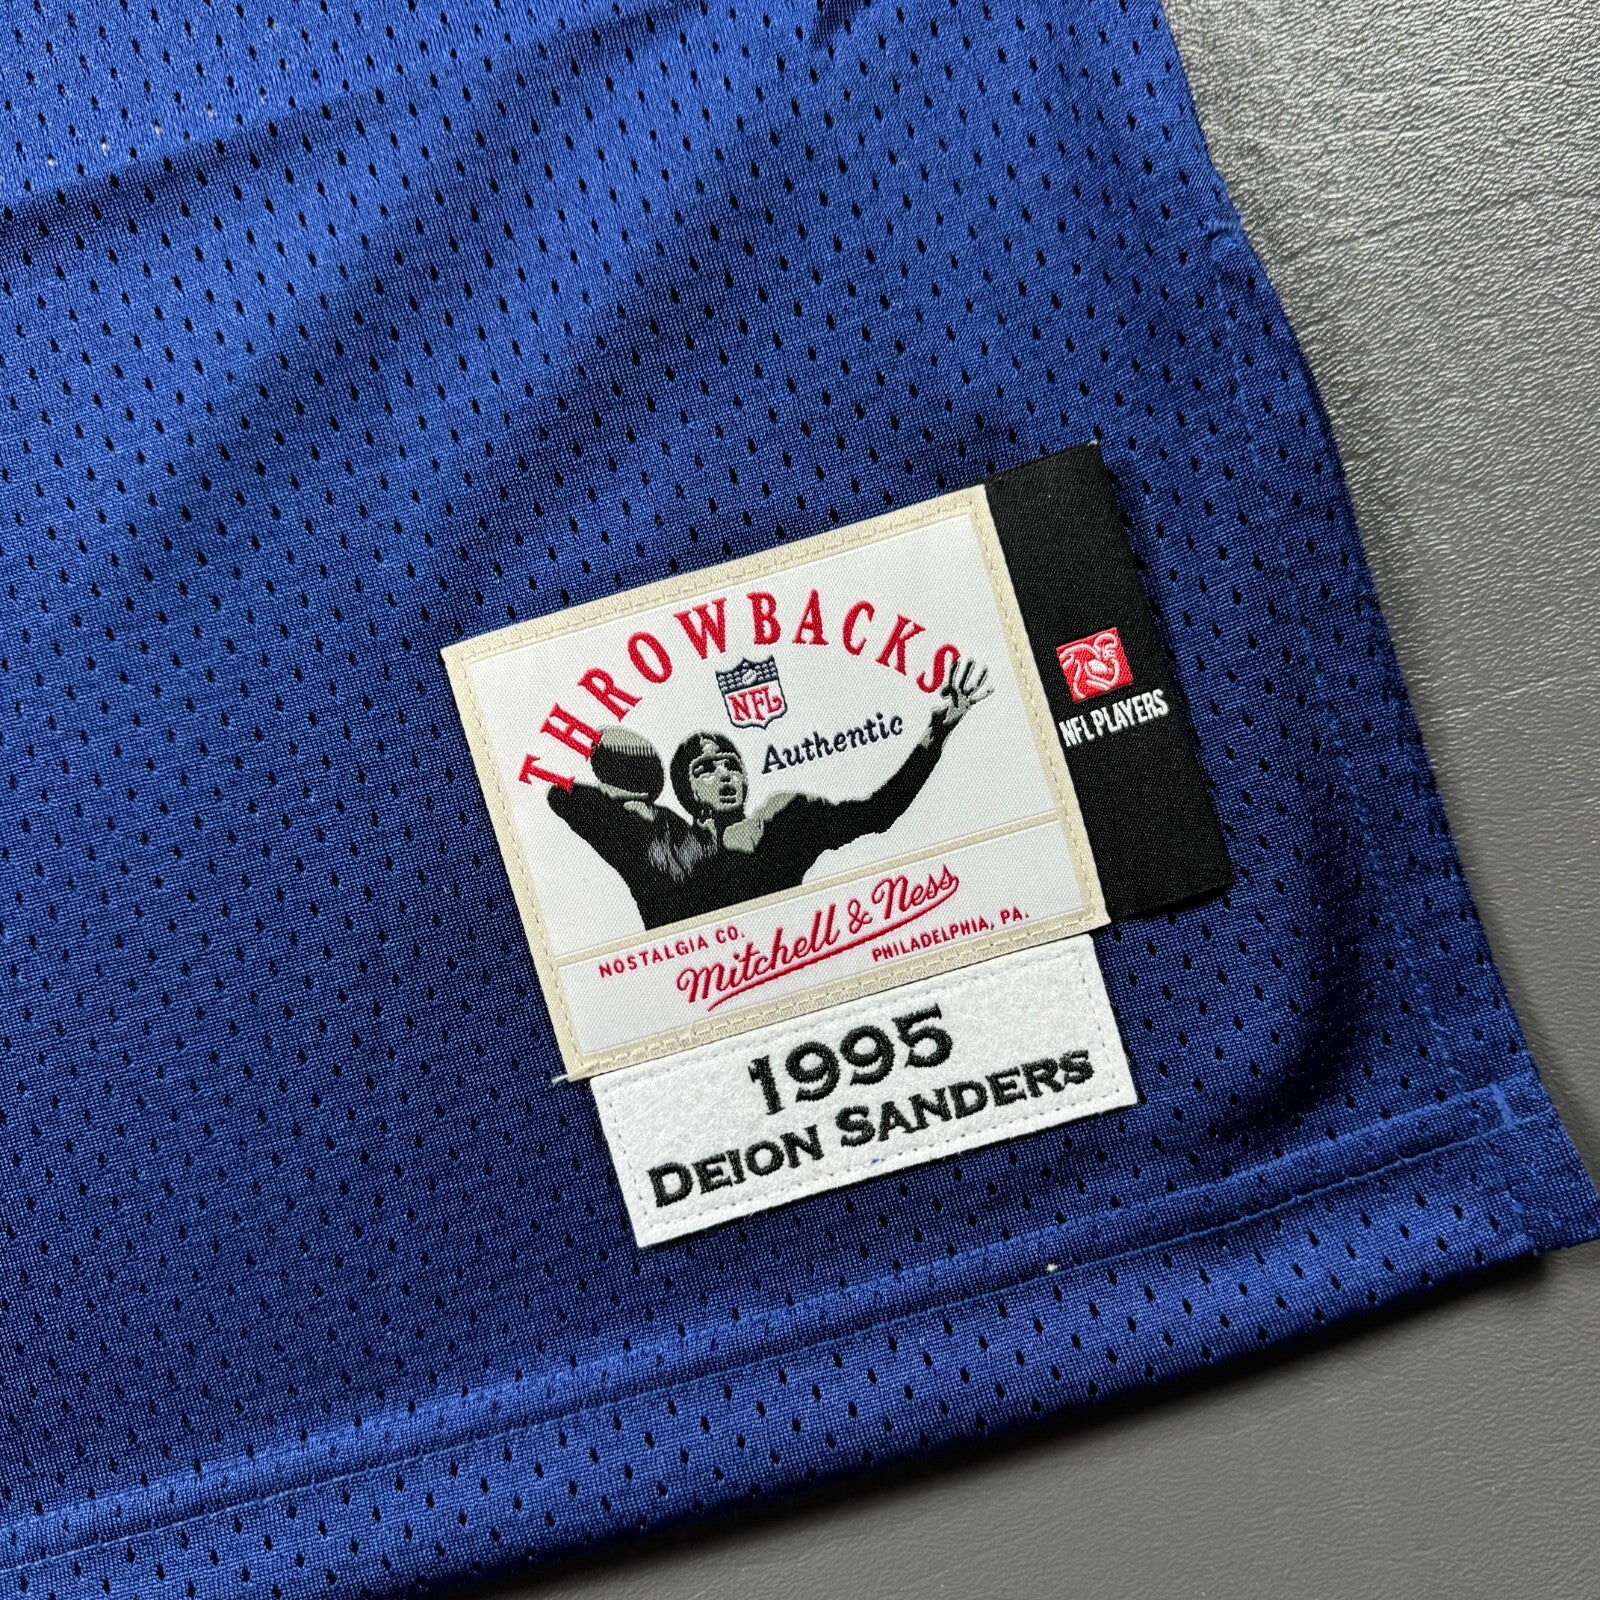 THROWBACKS
NFL
Authentic
NFL PLAYERS
NOSTALGIA CO.
Mitchell & Ness
PHILADELPHIA, PA.
1995
DEION SANDERS